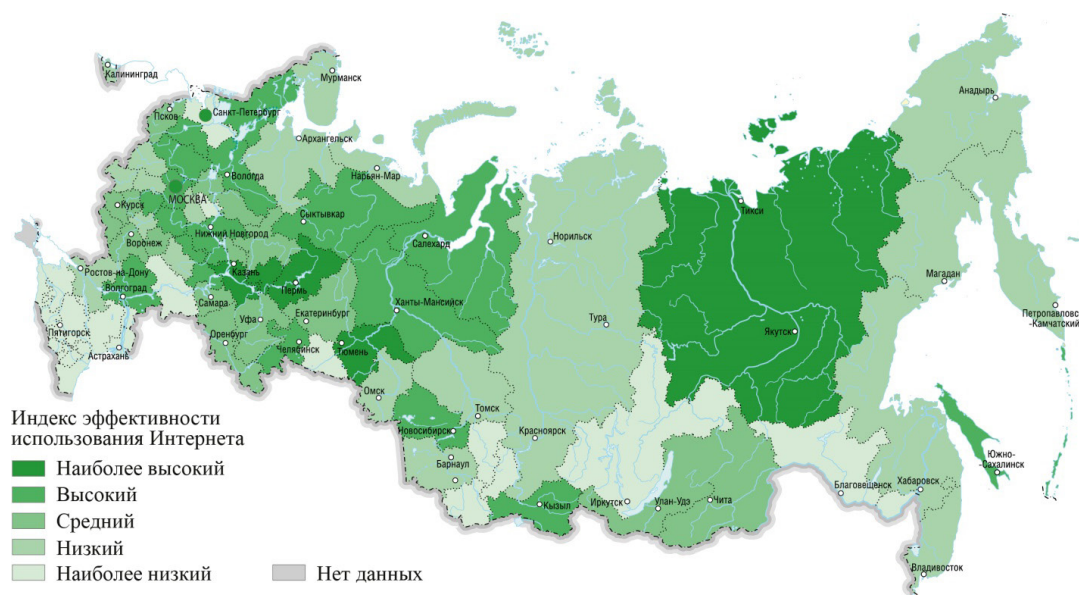 Калининград
Мурманск
Анадырь
Псков
Санкт-Петербург
Архангельск
Вологда
Нарьян-Мар
МОСКВА
Курск
Сыктывкар
Тикси
Нижний Новгород
Воронеж
Салехард
Норильск
Ростов-на-Дону
Казань
Магадан
Волгоград
Пермь
Самара
Ханты-Мансийск
Петропавловск
-Камчатский
Уфа
Екатеринбург
Тура
Якутск
Пятигорск
Оренбург
Астрахань
Челябинск
Тюмень
Омск
Томск
Индекс эффективности
использования Интернета
Новосибирск
Красноярск
Барнаул
Южно-
-Сахалинск
Наиболее высокий
Высокий
Средний
Низкий
Наиболее низкий
Нет данных
Благовещенск
Хабаровск
Кызыл
Иркутск
Улан-Удэ
Чита
Владивосток